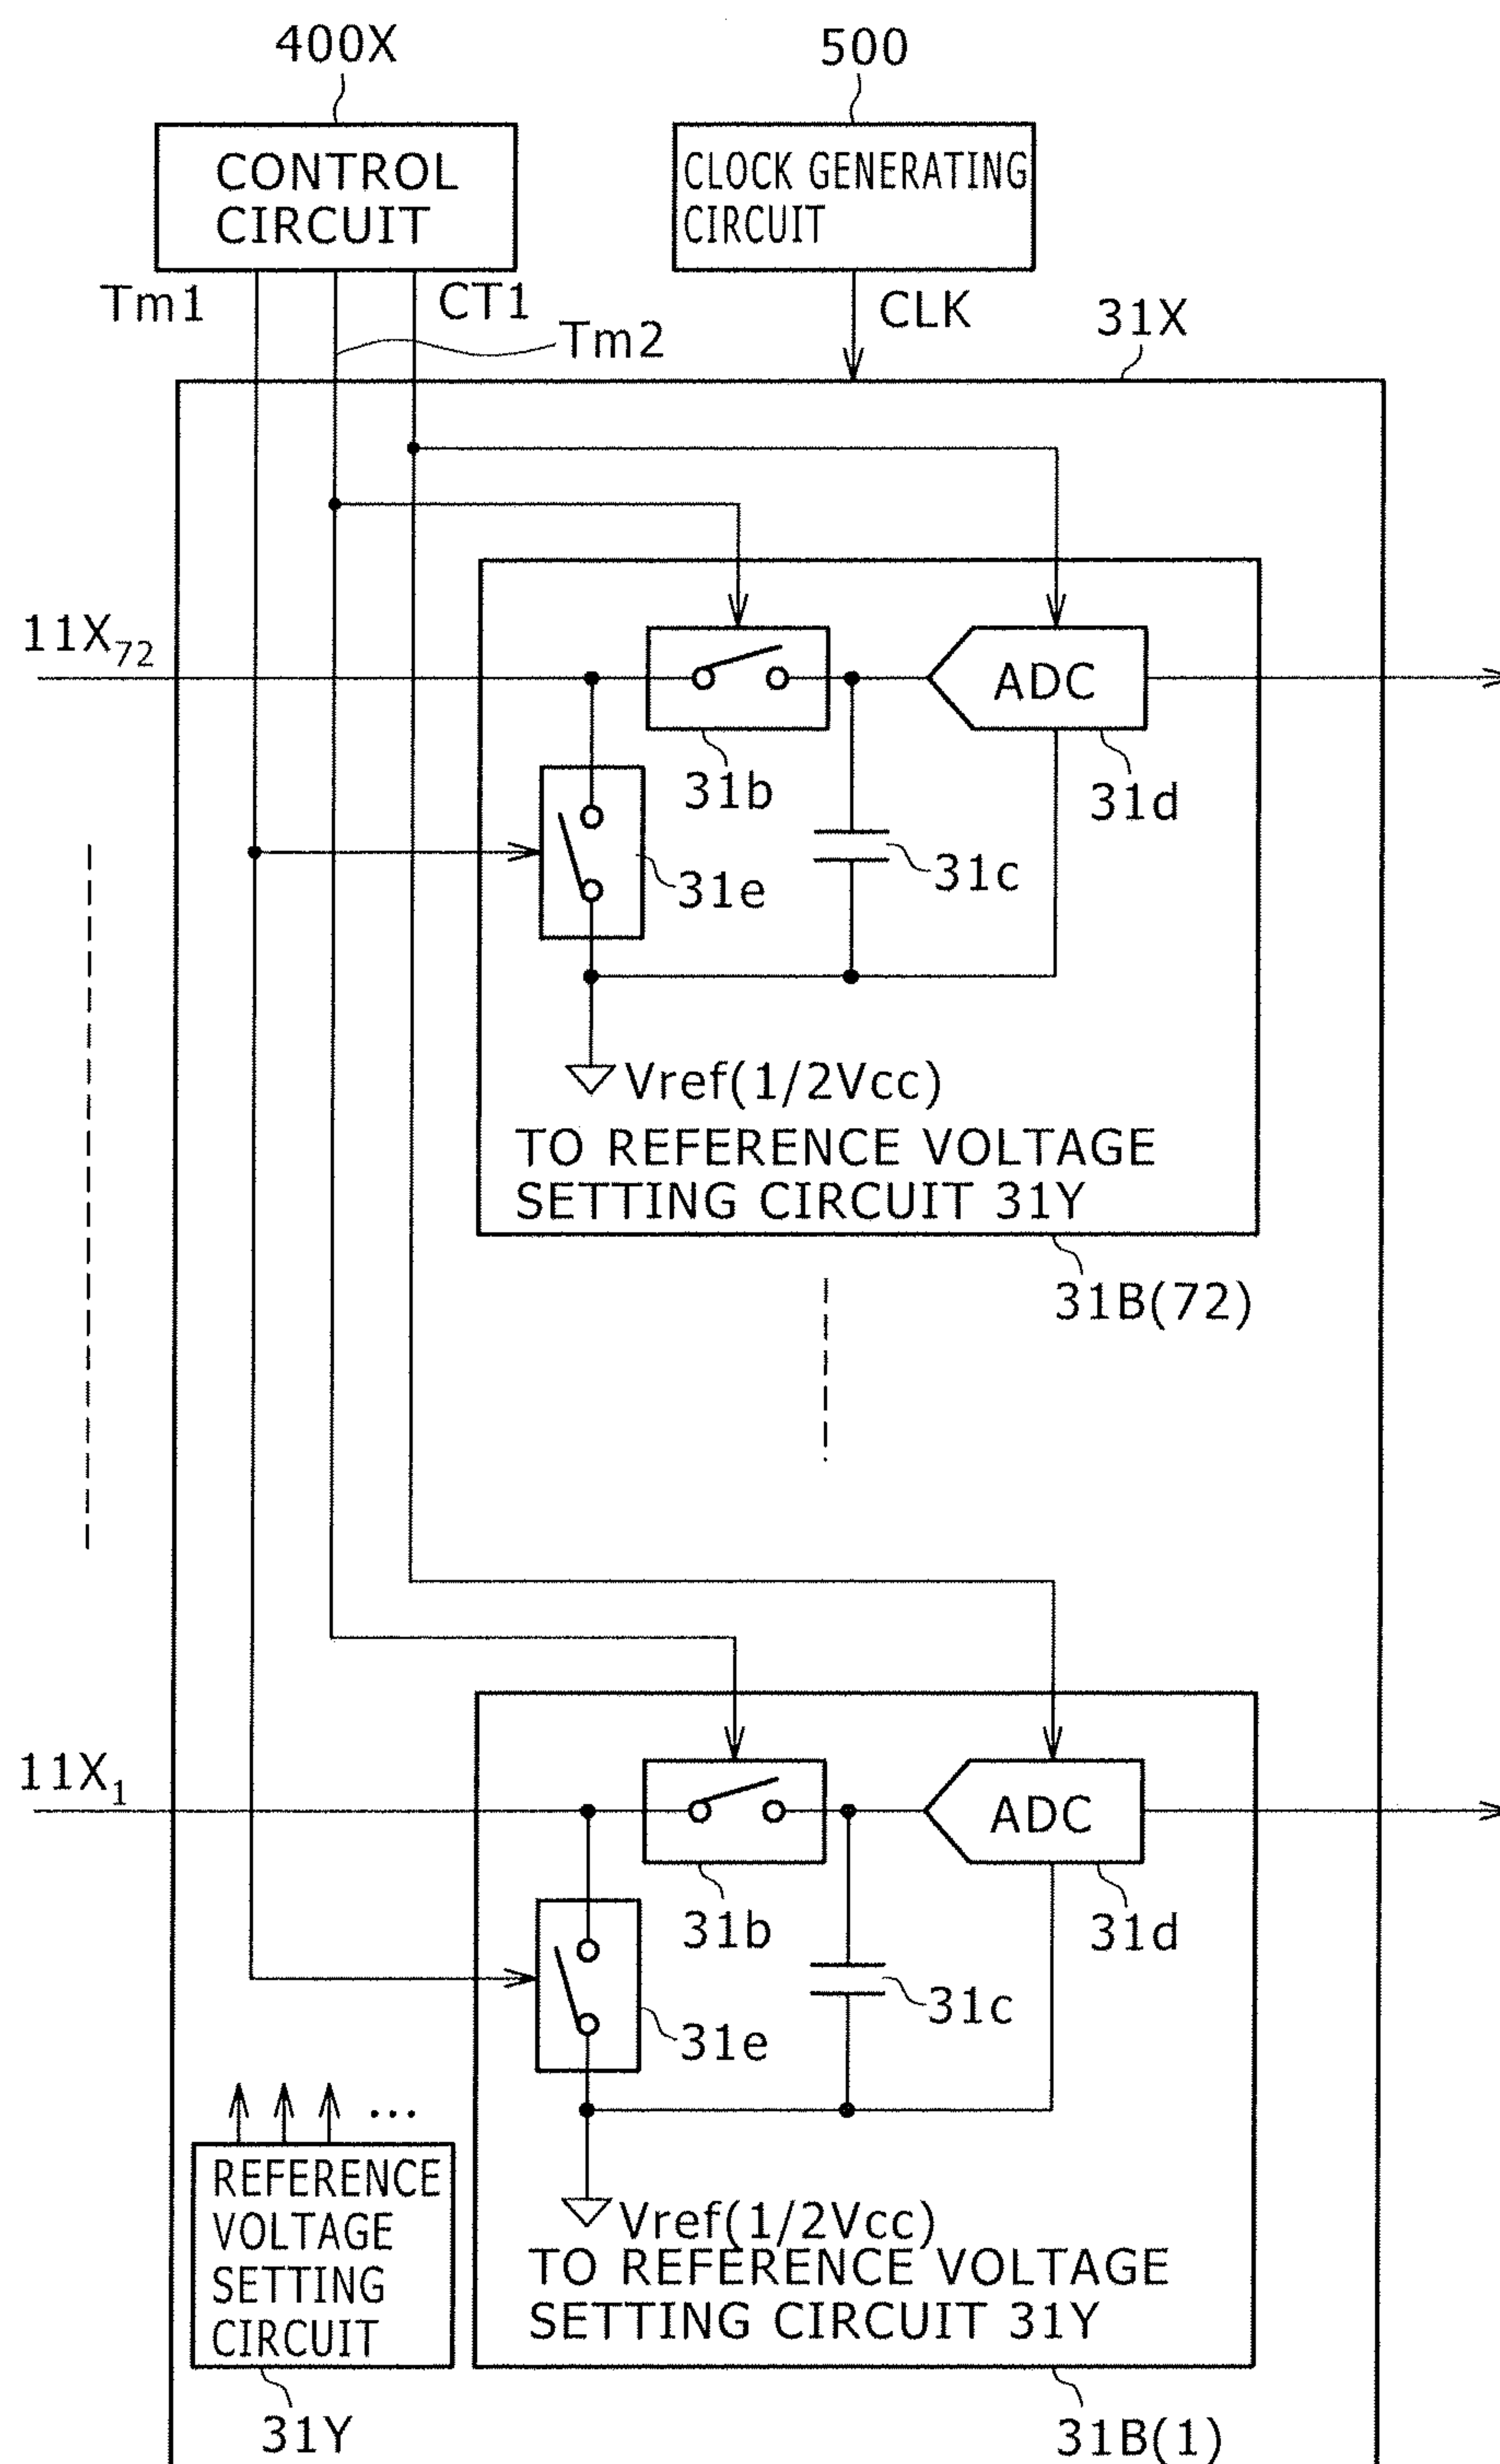 400X
500
CONTROL
CIRCUIT
CLOCK GENERATING
CIRCUIT
Tm1
CT1
Tm2
CLK
31X
11X72
ADC
31b
31d
31e
31c
Vref(1/2Vcc)
TO REFERENCE VOLTAGE
SETTING CIRCUIT 31Y
31B(72)
11X1
ADC
31b
31d
31e
31c
...
REFERENCE
VOLTAGE
SETTING
CIRCUIT
Vref(1/2Vcc)
TO REFERENCE VOLTAGE
SETTING CIRCUIT 31Y
31Y
31B(1)